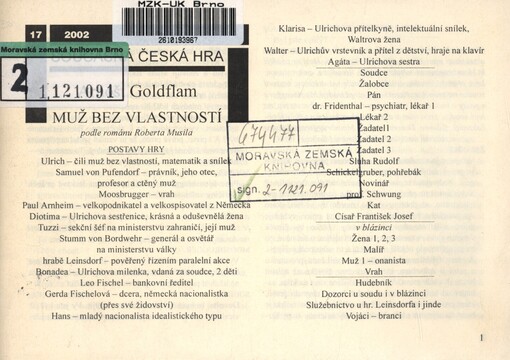 MZK-UK Brno
2610193967
17 2002
Moravská zemská knihovna Brno
SOUČASNÁ ČESKÁ HRA
2
1,121091
Goldflam
MUŽ BEZ VLASTNOSTÍ
podle románu Roberta Musila
POSTAVY HRY
Ulrich – čili muž bez vlastností, matematik a snílek
Samuel von Pufendorf – právník, jeho otec,
profesor a ctěný muž
Moosbrugger – vrah
Paul Arnheim – velkopodnikatel a velkospisovatel z Německa
Diotima – Ulrichova sestřenice, krásná a oduševnělá žena
Tuzzi – sekční šéf na ministerstvu zahraničí, její muž
Stumm von Bordwehr – generál a osvětář
na ministerstvu války
hrabě Leinsdorf – pověřený řízením paralelní akce
Bonadea – Ulrichova milenka, vdaná za soudce, 2 děti
Leo Fischel – bankovní ředitel
Gerda Fischelová – dcera, německá nacionalistka
(přes své židovství)
Hans – mladý nacionalista idealistického typu
Klarisa – Ulrichova přítelkyně, intelektuální snílek,
Waltrova žena
Walter – Ulrichův vrstevník a přítel z dětství, hraje na klavír
Agáta – Ulrichova sestra
Soudce
Žalobce
Pán
dr. Fridenthal – psychiatr, lékař 1
Lékař 2
Žadatel1
Žadatel 2
Žadatel 3
Sluha Rudolf
Schickelgruber, pohřebák
Novinář
prof. Schwung
Kat
Císař František Josef
v blázinci
Žena 1, 2, 3
Malíř
Muž 1 – onanista
Vrah
Hudebník
Dozorci u soudu i v blázinci
Služebnictvo u hr. Leinsdorfa i jinde
Vojáci – branci
674477
MORAVSKÁ ZEMSKÁ
KNIHOVNA
sign. 2-1121.091
1